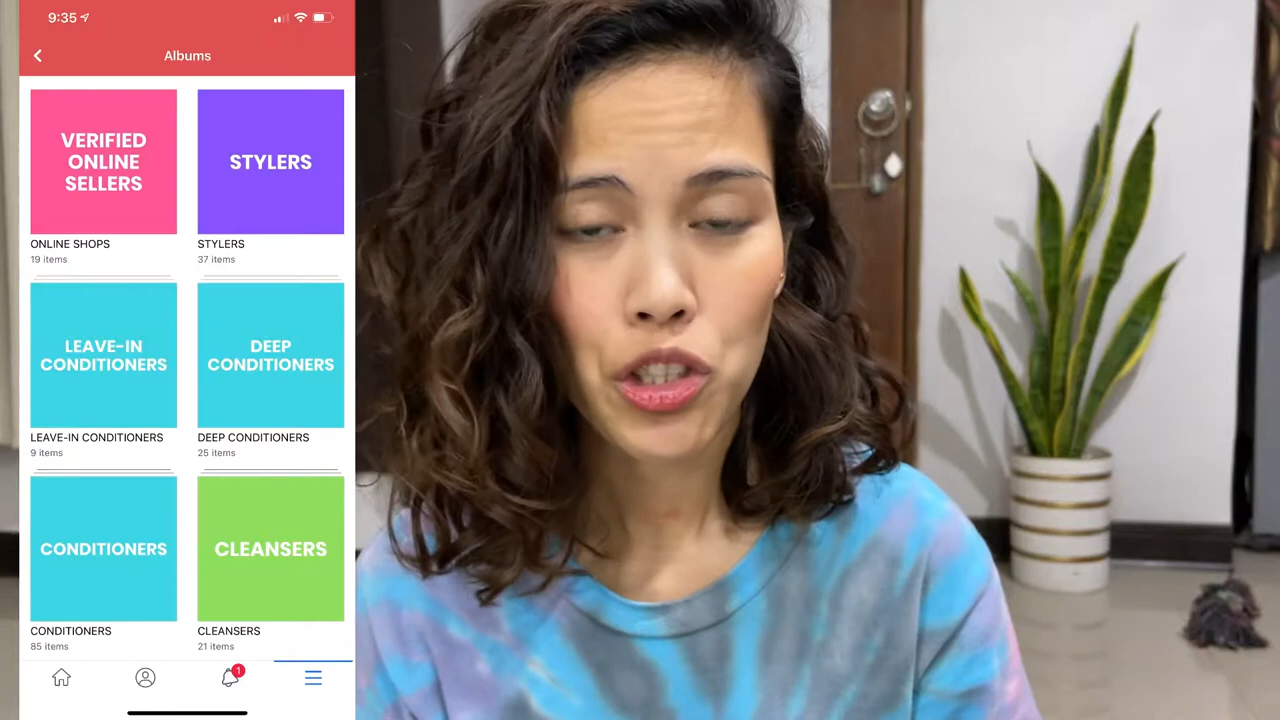 9:35
Albums
VERIFIED
ONLINE
SELLERS
STYLERS
ONLINE SHOPS
19 items
STYLERS
37 items
LEAVE-IN
CONDITIONERS
DEEP
CONDITIONERS
LEAVE-IN CONDITIONERS
9 items
DEEP CONDITIONERS
25 items
CONDITIONERS
CLEANSERS
CONDITIONERS
85 items
CLEANSERS
21 items
1